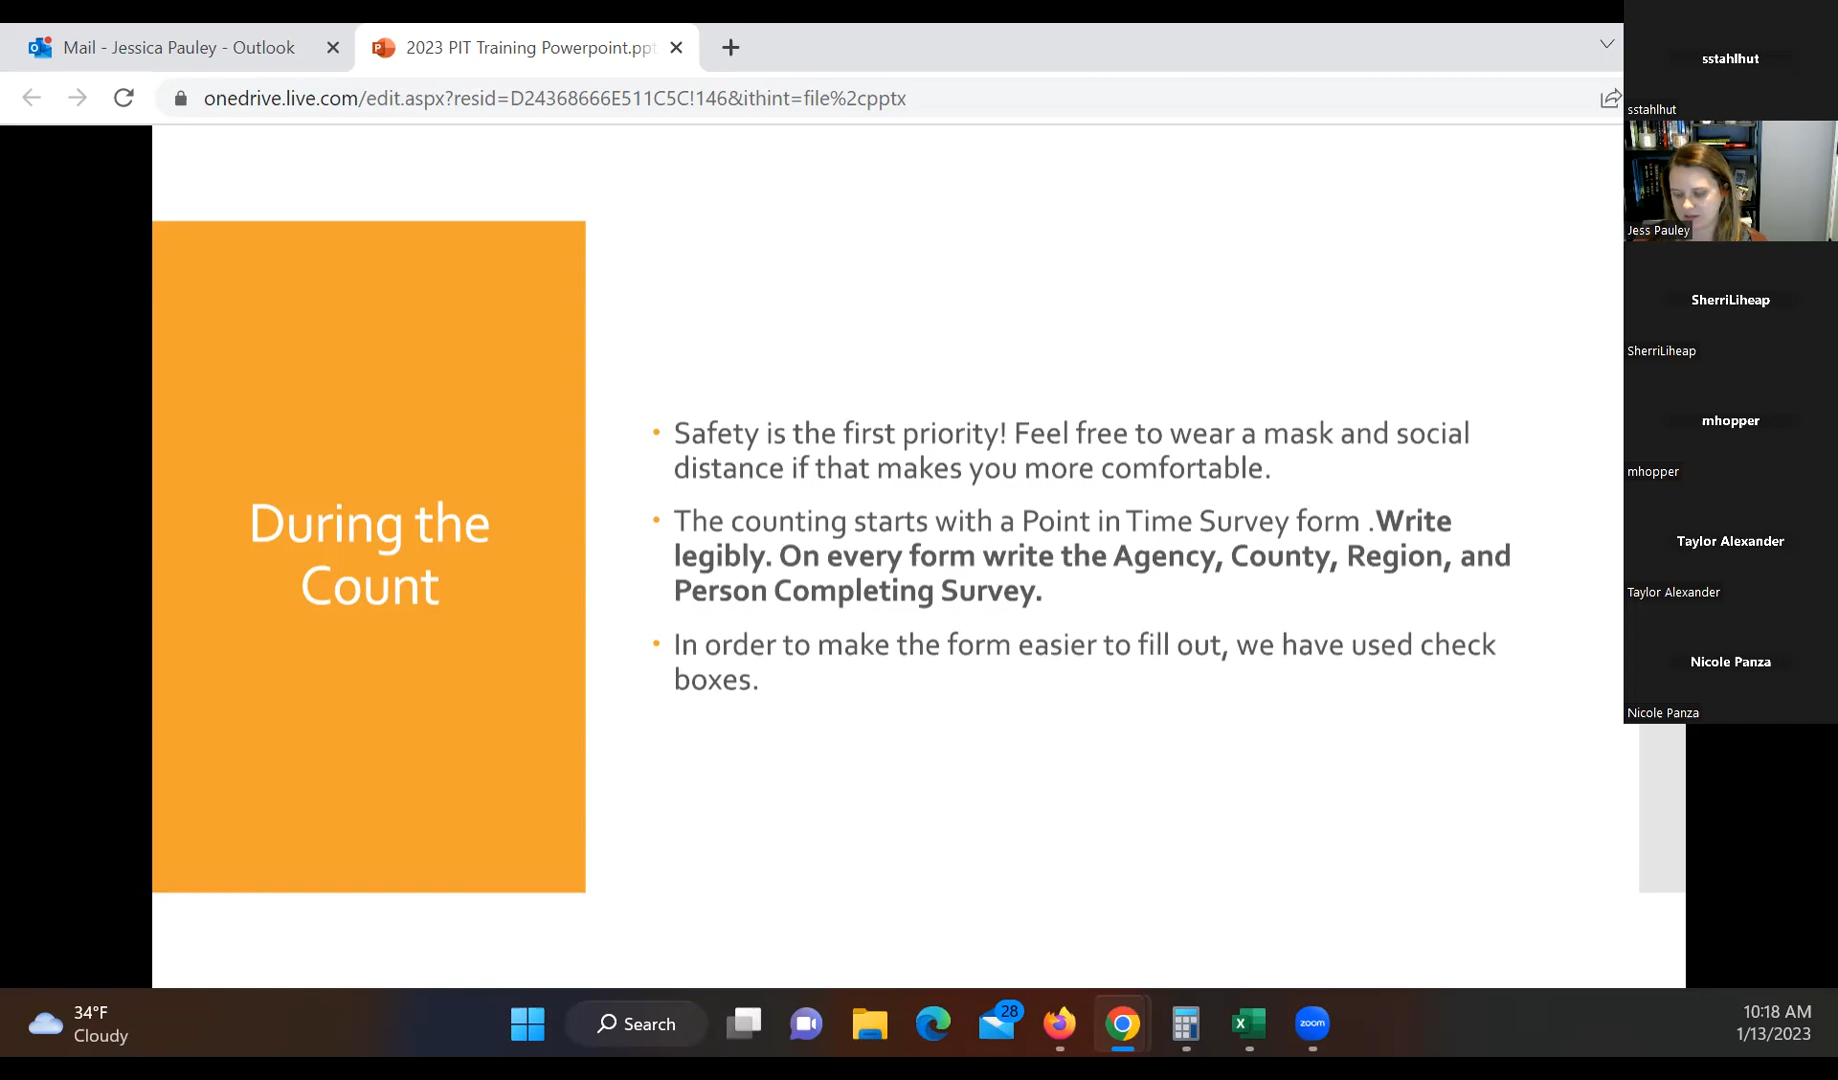 Mail - Jessica Pauley - Outlook
2023 PIT Training Powerpoint.ppt
onedrive.live.com/edit.aspx?resid=D24368666E511C5C!146&ithint=file%2cpptx
During the
Count
• Safety is the first priority! Feel free to wear a mask and social
distance if that makes you more comfortable.
• The counting starts with a Point in Time Survey form .Write
legibly. On every form write the Agency, County, Region, and
Person Completing Survey.
• In order to make the form easier to fill out, we have used check
boxes.
sstahlhut
sstahlhut
Jess Pauley
SherriLiheap
SherriLiheap
mhopper
mhopper
Taylor Alexander
Taylor Alexander
Nicole Panza
Nicole Panza
34°F
Cloudy
Search
28
zoom
10:18 AM
1/13/2023